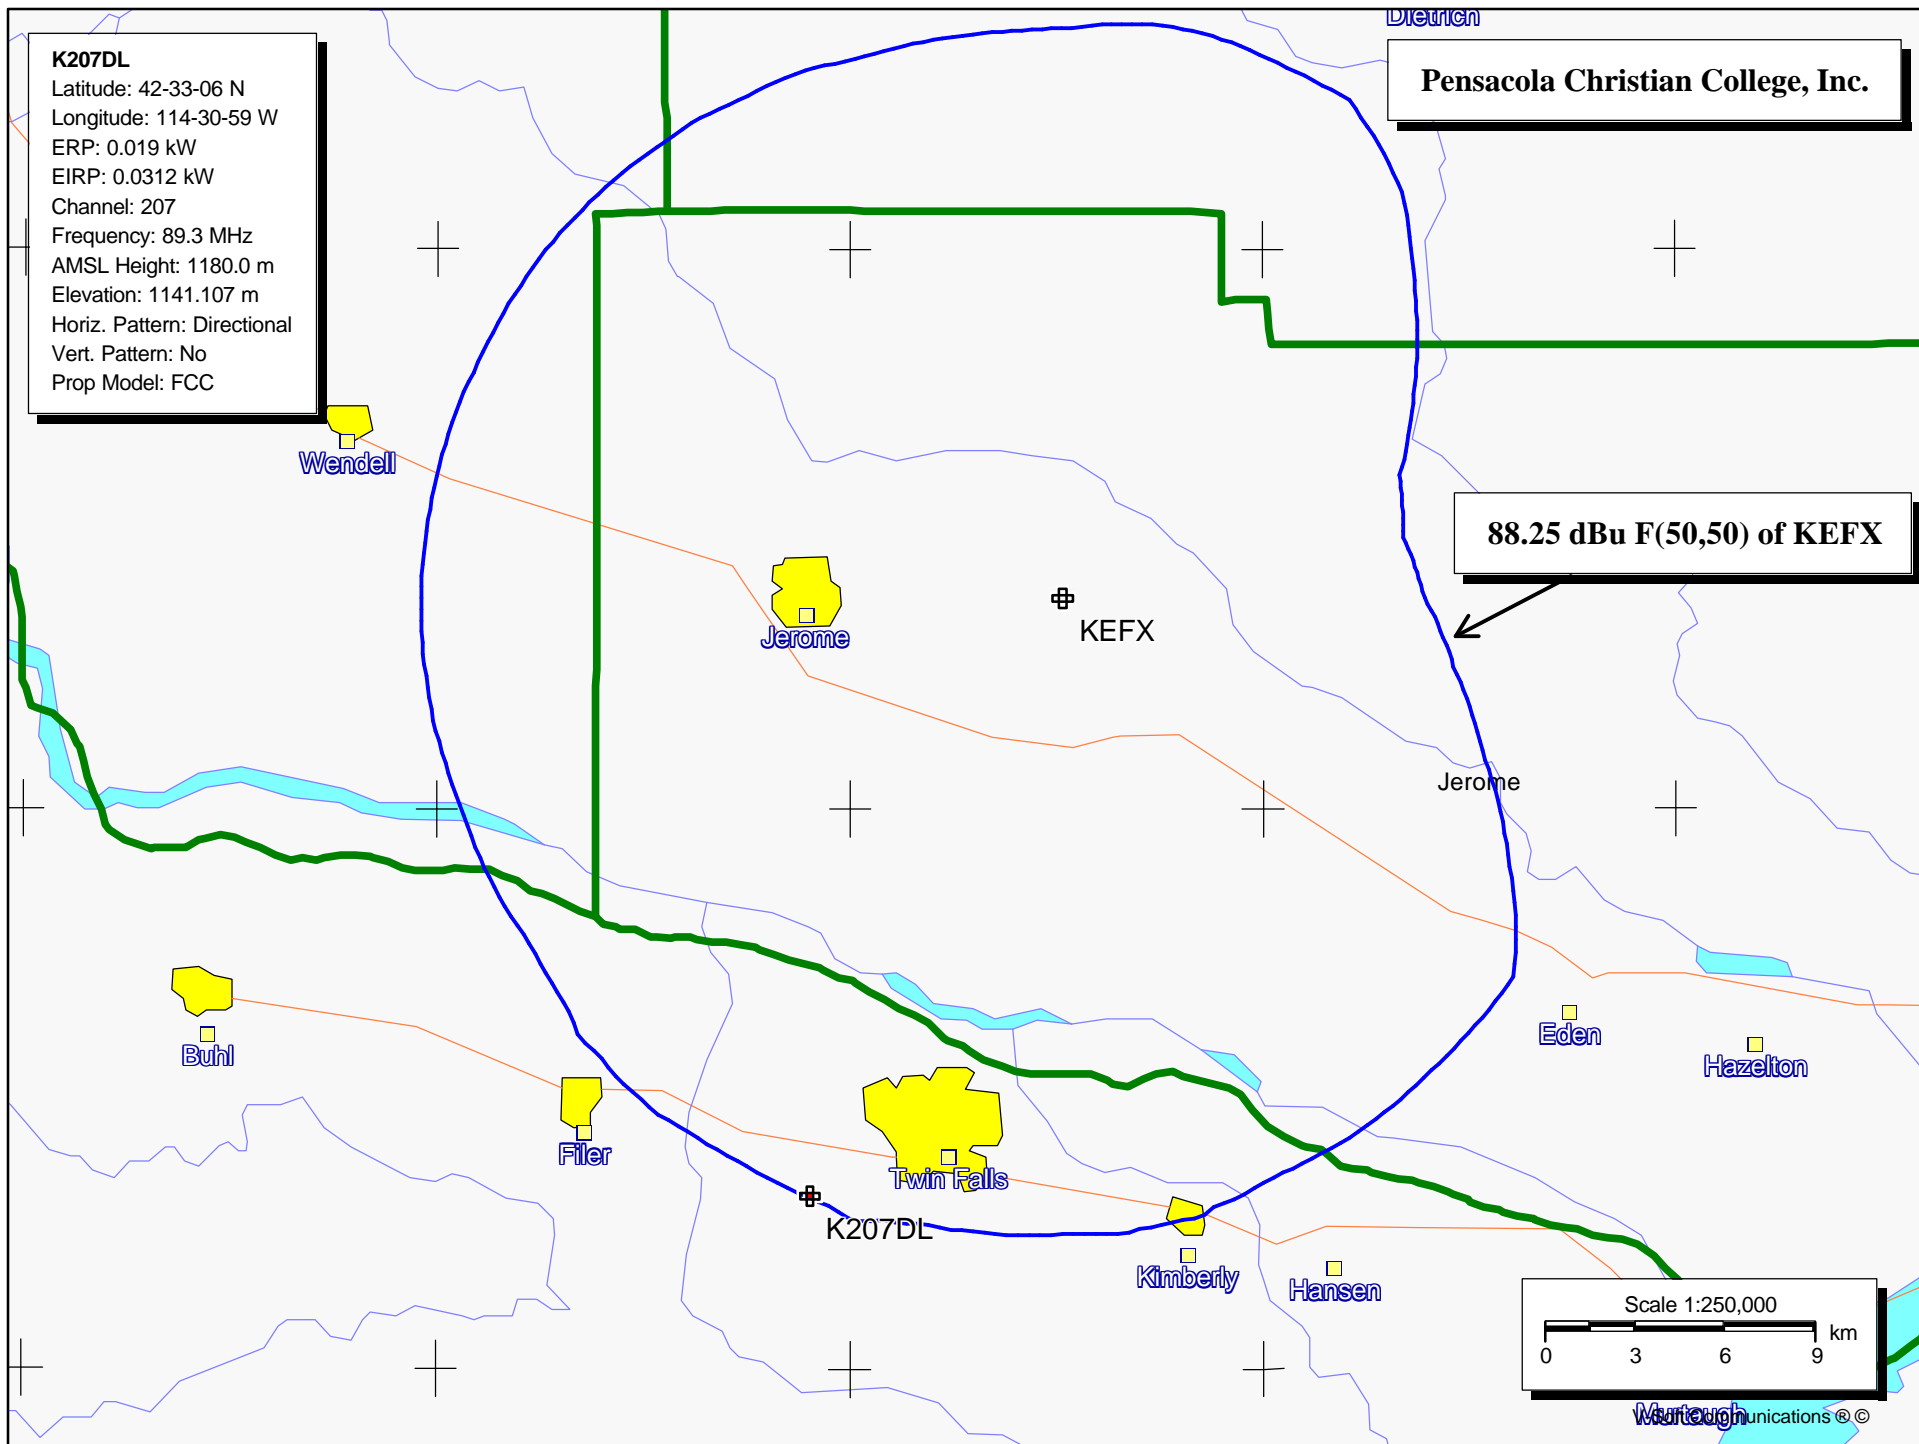 Dietrich
K207DL
Latitude: 42-33-06 N
Longitude: 114-30-59 W
ERP: 0.019 kW
EIRP: 0.0312 kW
Channel: 207
Frequency: 89.3 MHz
AMSL Height: 1180.0 m
Elevation: 1141.107 m
Horiz. Pattern: Directional
Vert. Pattern: No
Prop Model: FCC
Pensacola Christian College, Inc.
Wendell
88.25 dBu F(50,50) of KEFX
Jerome
KEFX
Jerome
Buhl
Eden
Hazelton
Filer
Twin Falls
K207DL
Kimberly
Hansen
Scale 1:250,000
km
0 3 6 9
Murtaugh
Communications ® ©